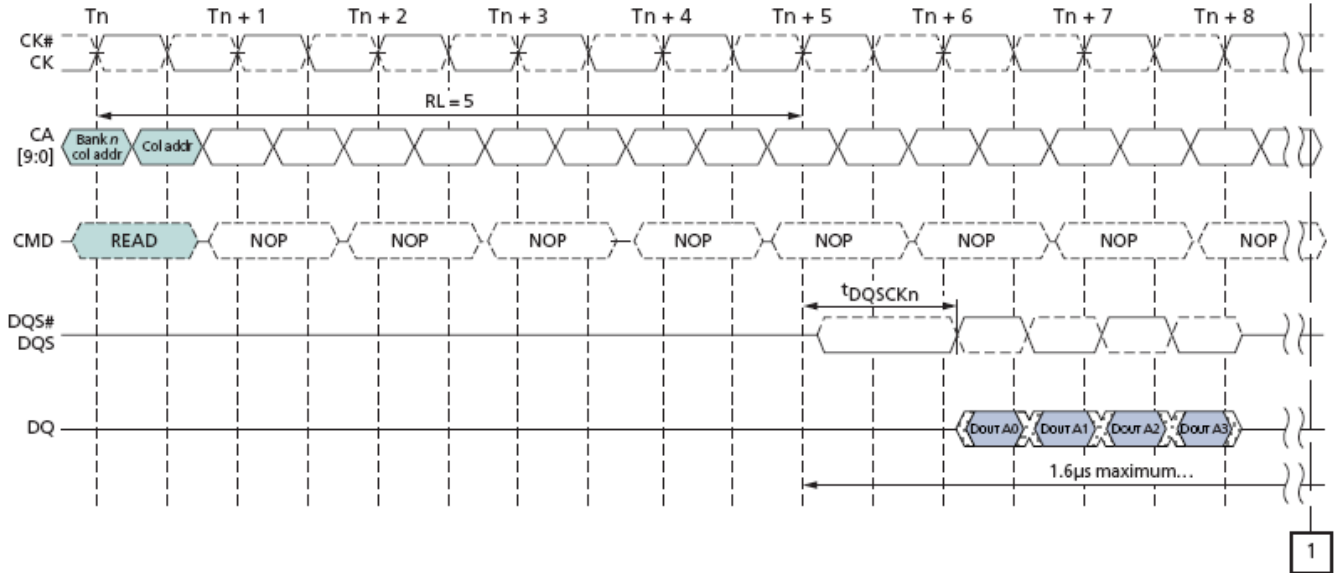 Tn Tn + 1 Tn + 2 Tn + 3 Tn + 4 Tn + 5 Tn + 6 Tn + 7 Tn + 8
CK#
CK
RL = 5
CA
[9:0]
Bank n
col addr
Col addr
CMD READ NOP NOP NOP NOP NOP NOP NOP NOP
tDQSCKn
DQS#
DQS
DQ DOUT A0 DOUT A1 DOUT A2 DOUT A3
1.6µs maximum…
1